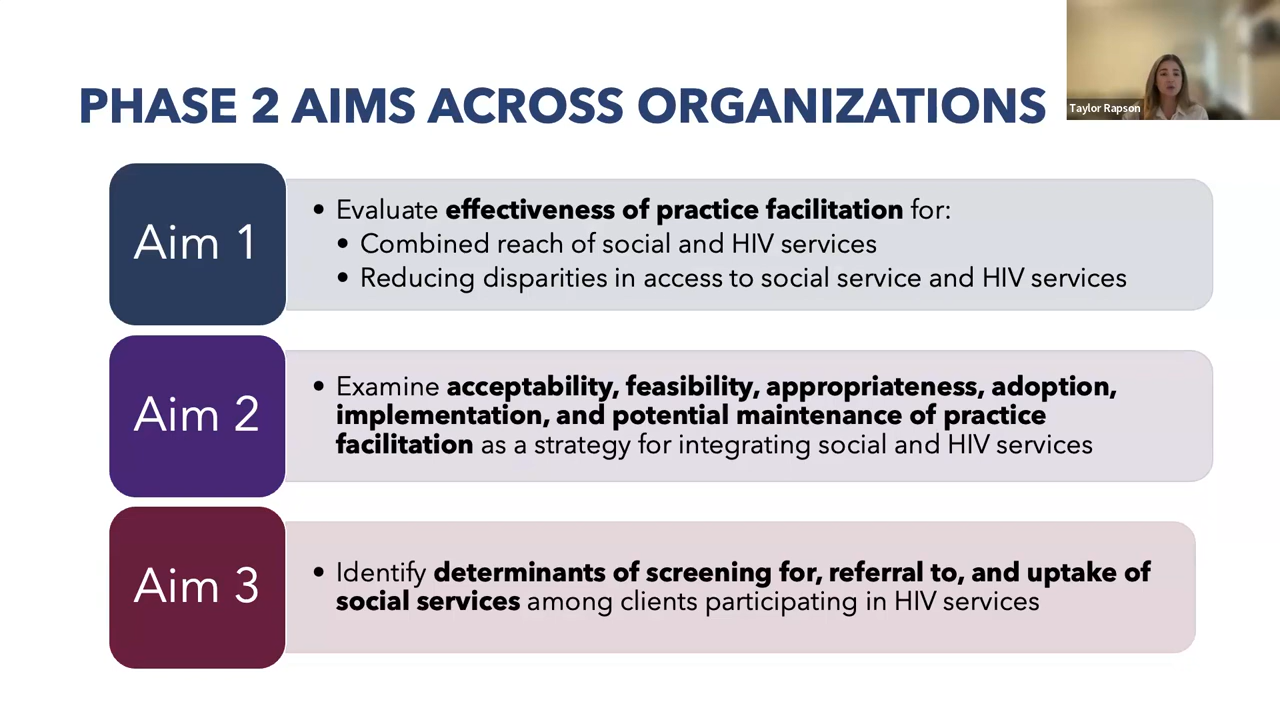 PHASE 2 AIMS ACROSS ORGANIZATIONS
Taylor Rapson
Aim 1
• Evaluate effectiveness of practice facilitation for:
• Combined reach of social and HIV services
• Reducing disparities in access to social service and HIV services
Aim 2
• Examine acceptability, feasibility, appropriateness, adoption,
implementation, and potential maintenance of practice
facilitation as a strategy for integrating social and HIV services
Aim 3
• Identify determinants of screening for, referral to, and uptake of
social services among clients participating in HIV services